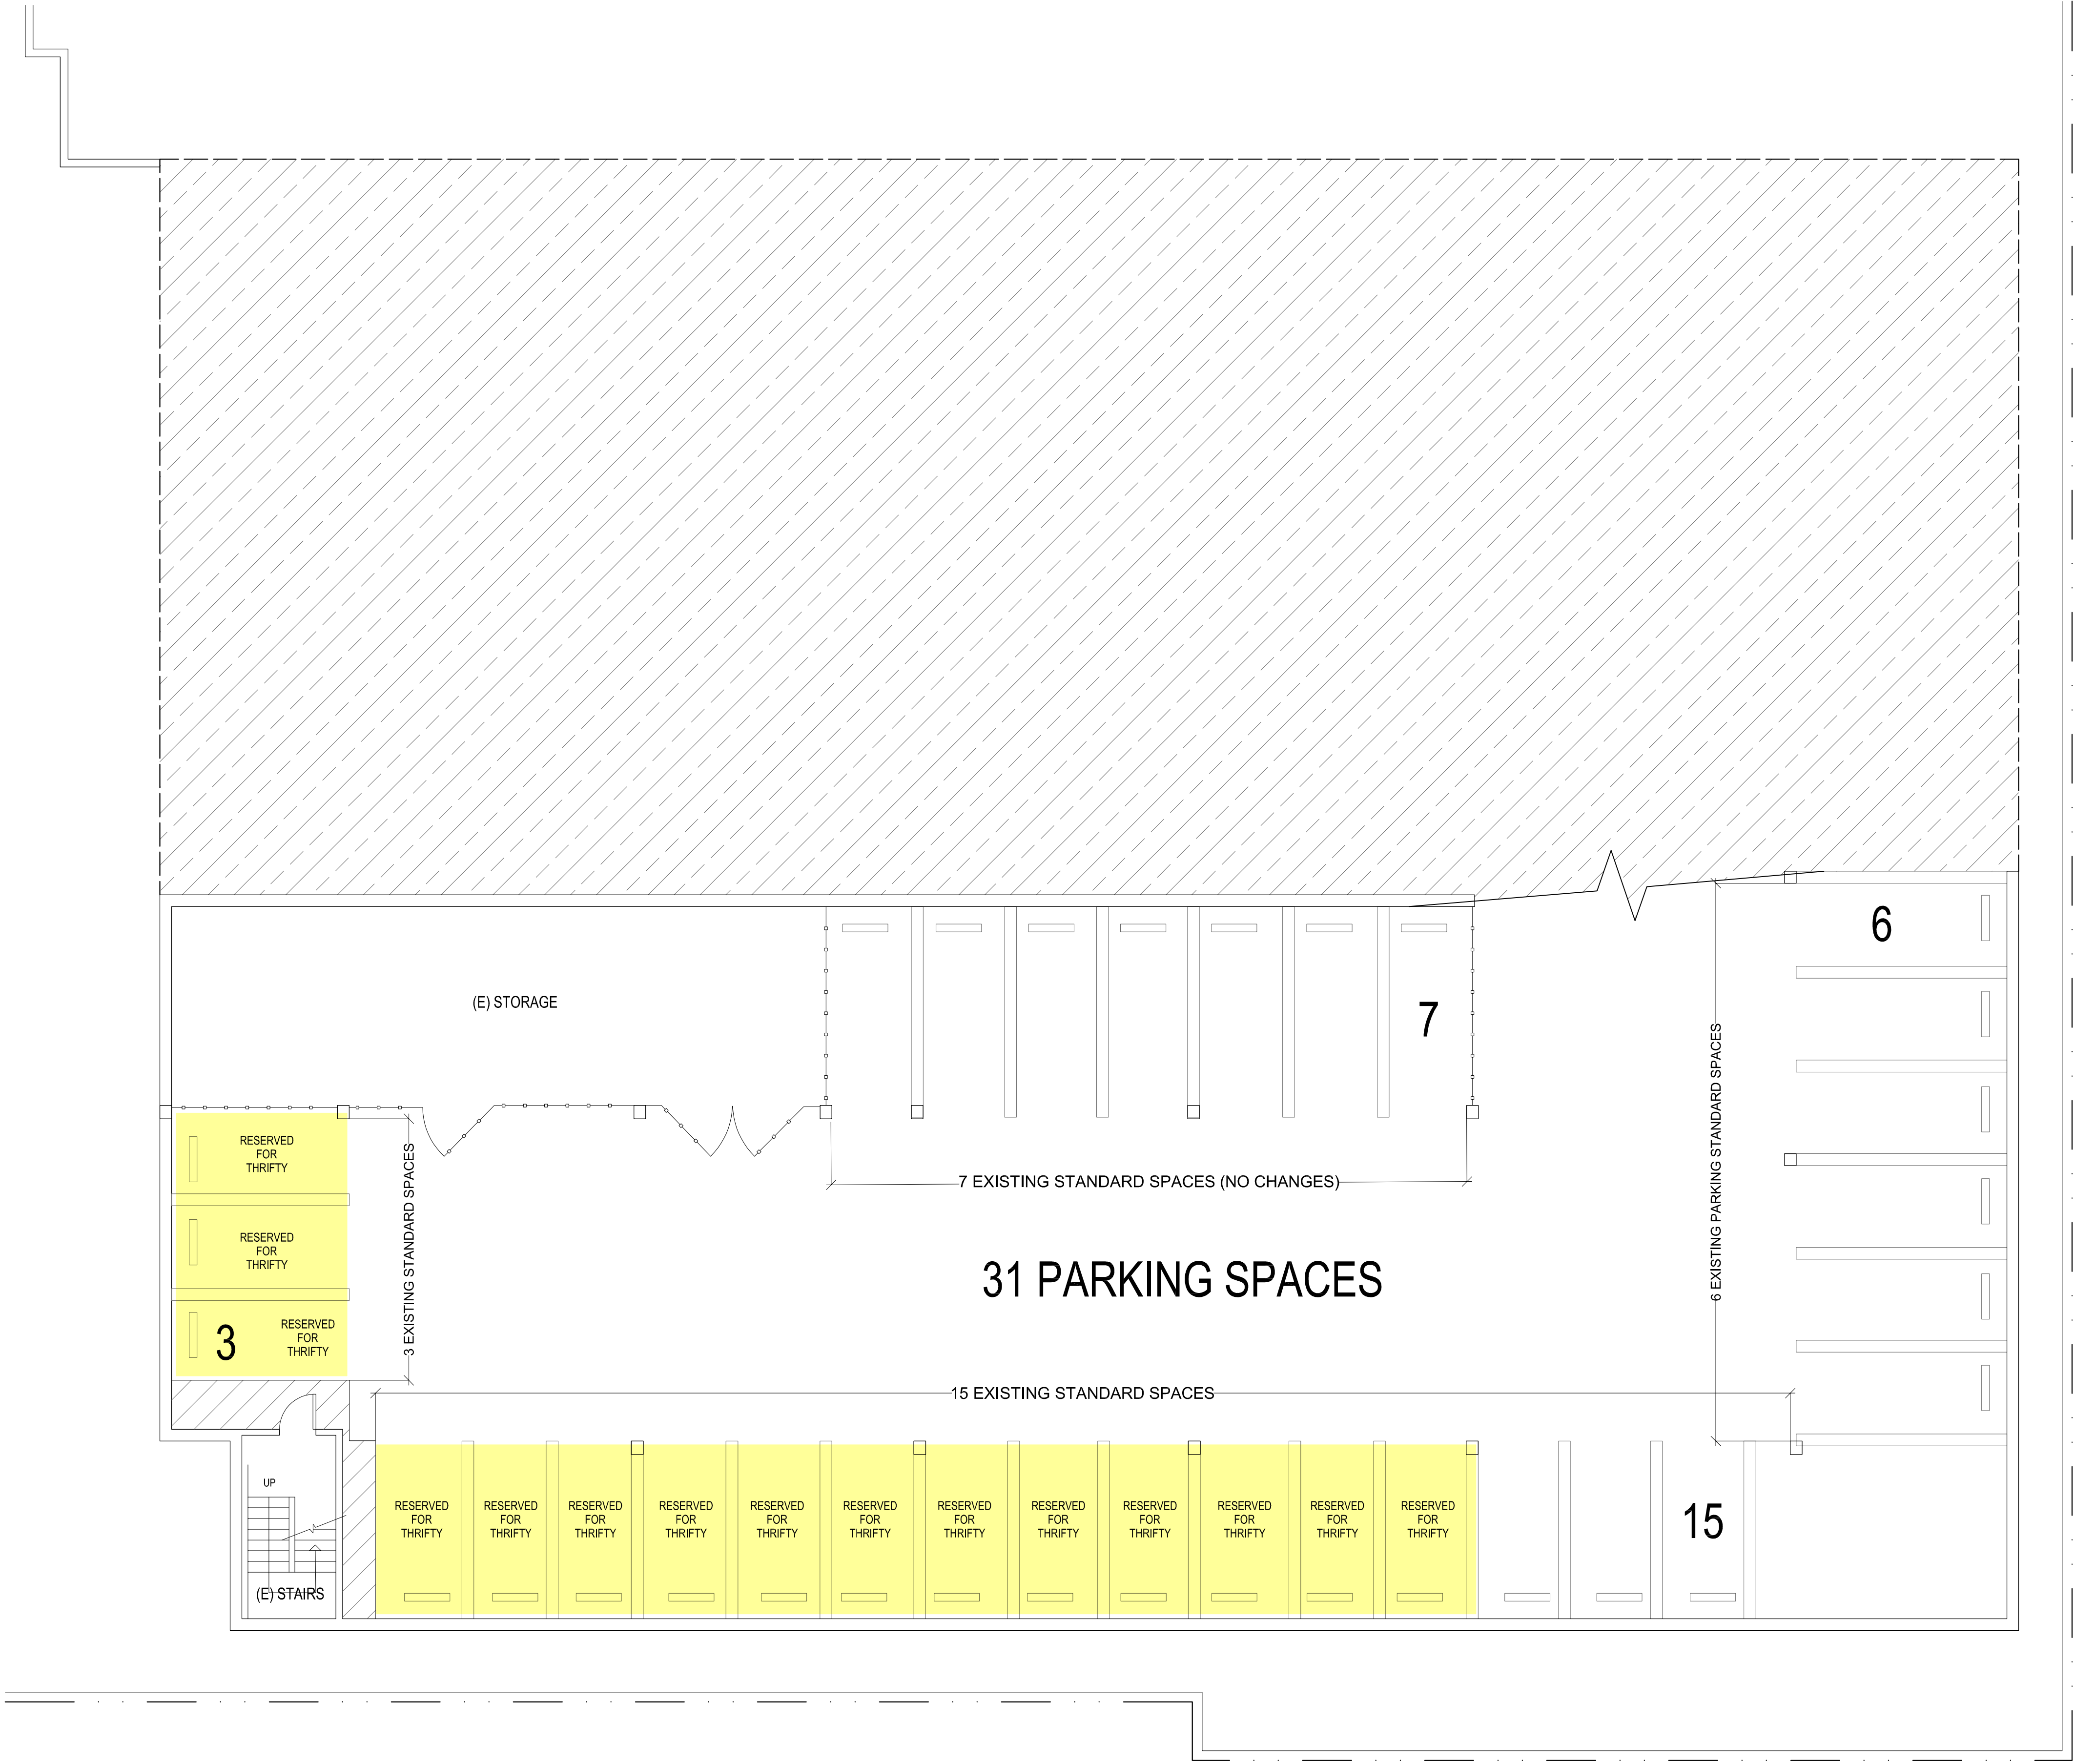 6
(E) STORAGE
7
6 EXISTING PARKING STANDARD SPACES
RESERVED
FOR
THRIFTY
3 EXISTING STANDARD SPACES
7 EXISTING STANDARD SPACES (NO CHANGES)
RESERVED
FOR
THRIFTY
31 PARKING SPACES
3
RESERVED
FOR
THRIFTY
15 EXISTING STANDARD SPACES
UP
RESERVED
FOR
THRIFTY
RESERVED
FOR
THRIFTY
RESERVED
FOR
THRIFTY
RESERVED
FOR
THRIFTY
RESERVED
FOR
THRIFTY
RESERVED
FOR
THRIFTY
RESERVED
FOR
THRIFTY
RESERVED
FOR
THRIFTY
RESERVED
FOR
THRIFTY
RESERVED
FOR
THRIFTY
RESERVED
FOR
THRIFTY
RESERVED
FOR
THRIFTY
15
(E) STAIRS